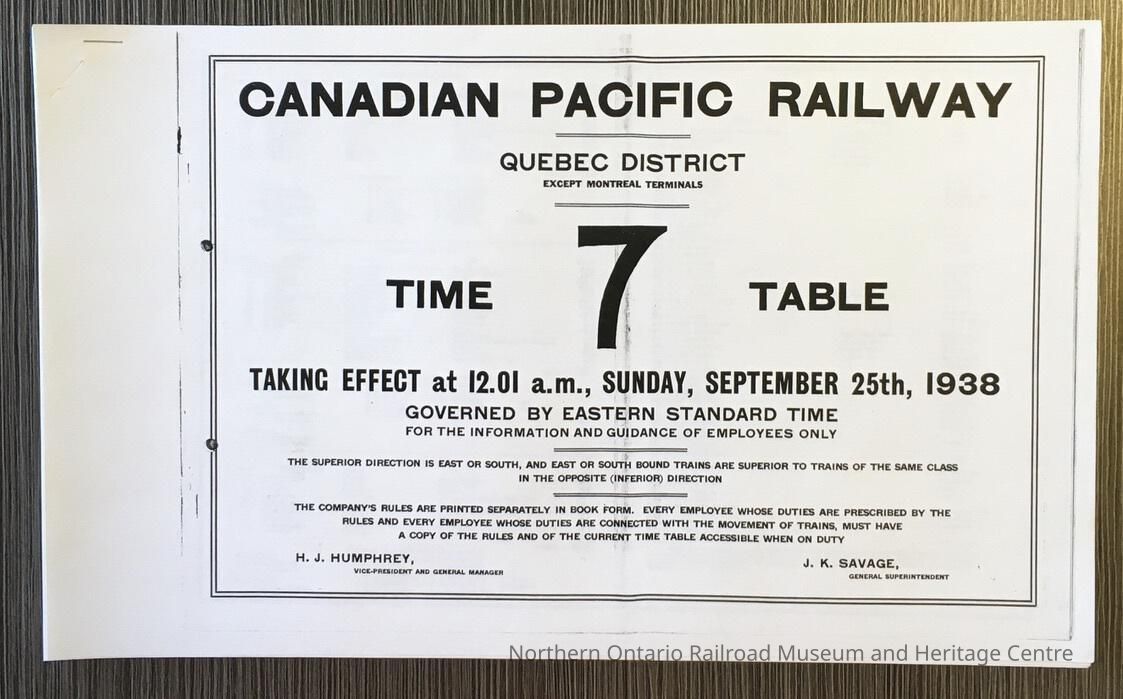 CANADIAN PACIFIC RAILWAY
QUEBEC DISTRICT
EXCEPT MONTREAL TERMINALS
TIME 7 TABLE
TAKING EFFECT at 12.01 a.m., SUNDAY, SEPTEMBER 25th, 1938
GOVERNED BY EASTERN STANDARD TIME
FOR THE INFORMATION AND GUIDANCE OF EMPLOYEES ONLY
THE SUPERIOR DIRECTION IS EAST OR SOUTH, AND EAST OR SOUTH BOUND TRAINS ARE SUPERIOR TO TRAINS OF THE SAME CLASS
IN THE OPPOSITE (INFERIOR) DIRECTION
THE COMPANY'S RULES ARE PRINTED SEPARATELY IN BOOK FORM. EVERY EMPLOYEE WHOSE DUTIES ARE PRESCRIBED BY THE
RULES AND EVERY EMPLOYEE WHOSE DUTIES ARE CONNECTED WITH THE MOVEMENT OF TRAINS, MUST HAVE
A COPY OF THE RULES AND OF THE CURRENT TIME TABLE ACCESSIBLE WHEN ON DUTY
H. J. HUMPHREY,
VICE-PRESIDENT AND GENERAL MANAGER
J. K. SAVAGE,
GENERAL SUPERINTENDENT
Northern Ontario Railroad Museum and Heritage Centre